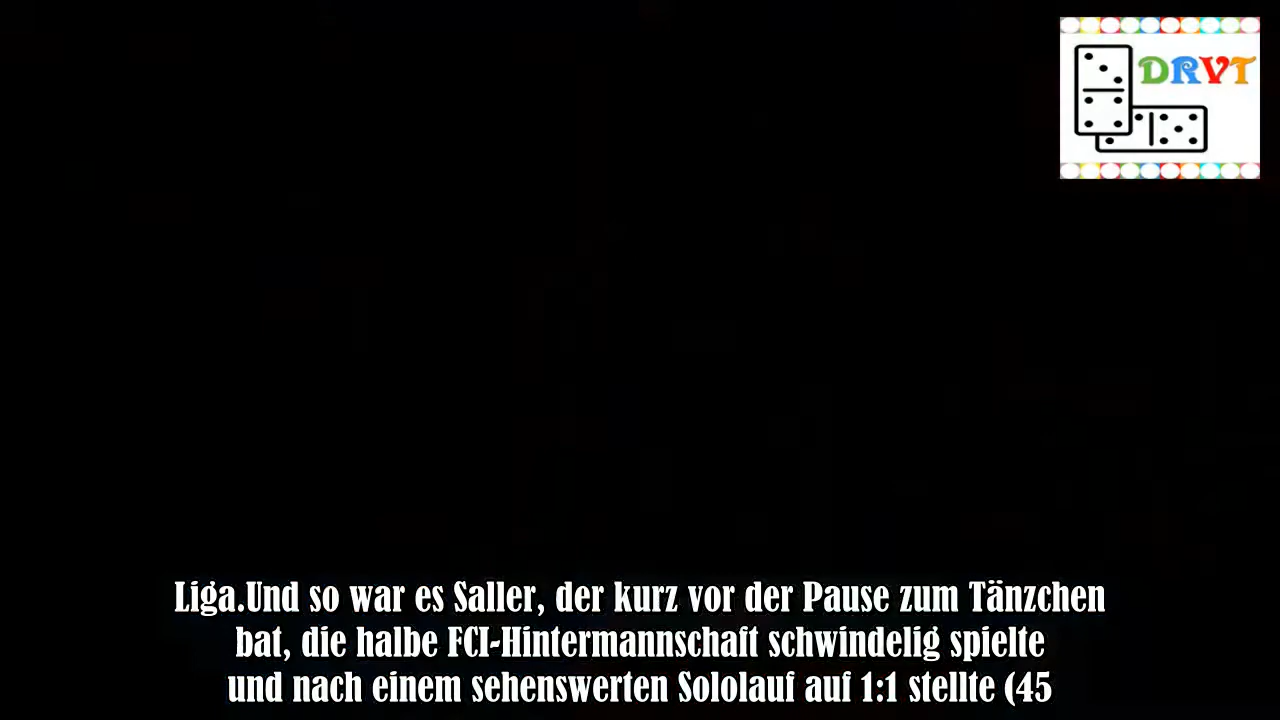 DRVT
Liga.Und so war es Saller, der kurz vor der Pause zum Tänzchen
bat, die halbe FCI-Hintermannschaft schwindelig spielte
und nach einem sehenswerten Sololauf auf 1:1 stellte (45